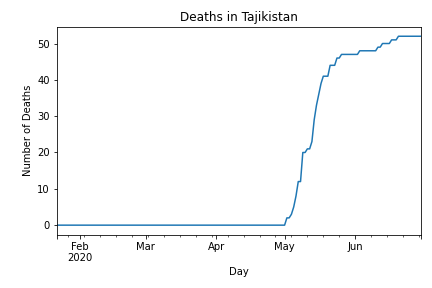 Deaths in Tajikistan
Number of Deaths
50
40
30
20
10
0
Feb
2020
Mar
Apr
May
Jun
Day